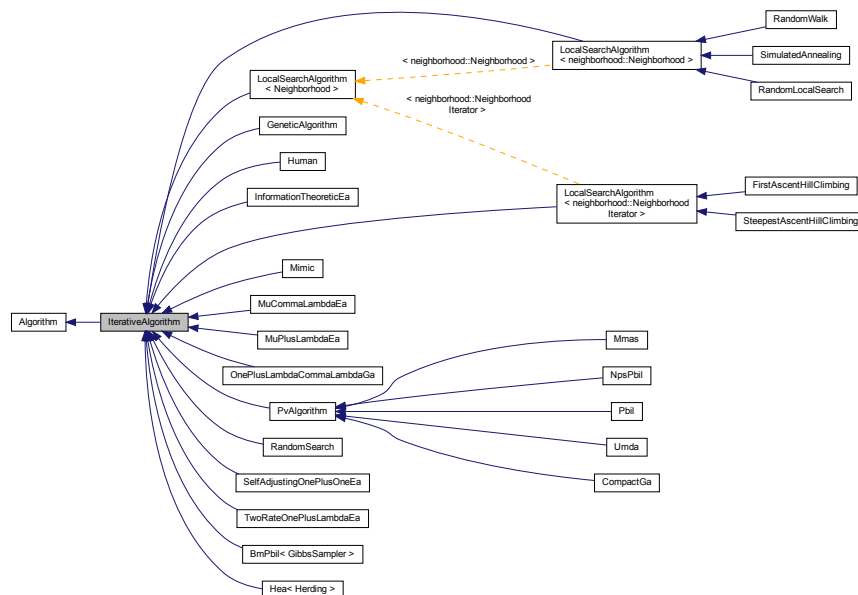 RandomWalk
LocalSearchAlgorithm
< neighborhood::Neighborhood >
SimulatedAnnealing
< neighborhood::Neighborhood >
LocalSearchAlgorithm
< Neighborhood >
RandomLocalSearch
< neighborhood::Neighborhood
Iterator >
GeneticAlgorithm
Human
FirstAscentHillClimbing
InformationTheoreticEa
LocalSearchAlgorithm
< neighborhood::Neighborhood
Iterator >
SteepestAscentHillClimbing
Mimic
MuCommaLambdaEa
Algorithm
IterativeAlgorithm
MuPlusLambdaEa
Mmas
OnePlusLambdaCommaLambdaGa
NpsPbil
PvAlgorithm
Pbil
RandomSearch
Umda
SelfAdjustingOnePlusOneEa
CompactGa
TwoRateOnePlusLambdaEa
BmPbil< GibbsSampler >
Hea< Herding >